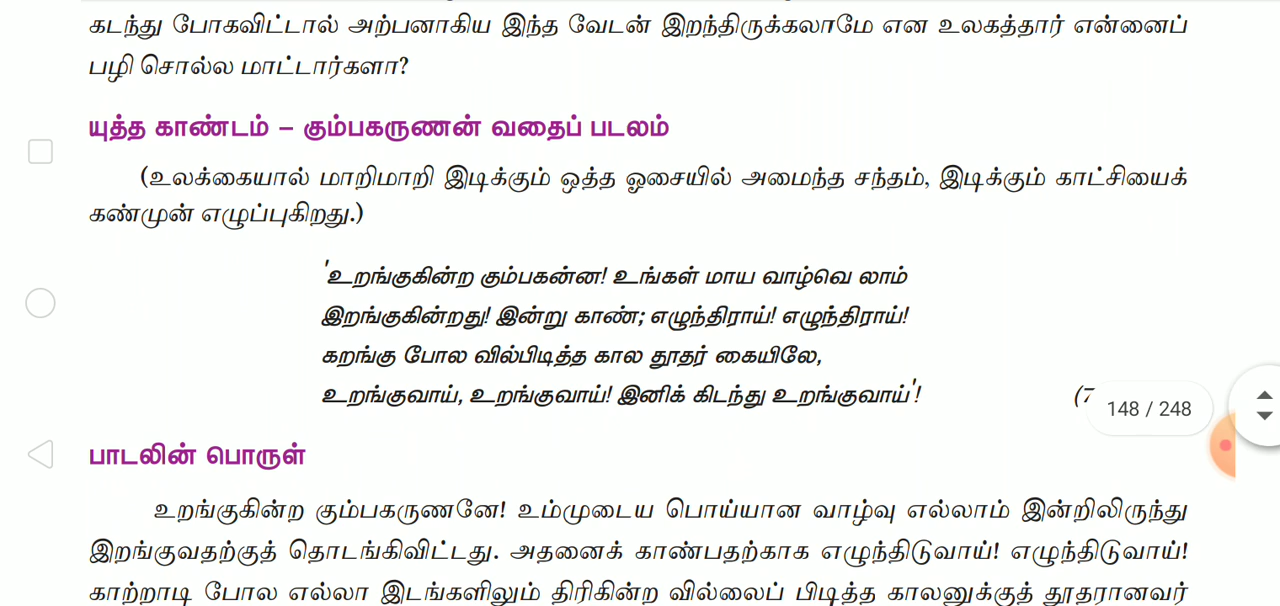 கடந்து போகவிட்டால் அற்பனாகிய இந்த வேடன் இறந்திருக்கலாமே என உலகத்தார் என்னைப்
பழி சொல்ல மாட்டார்களா?
யுத்த காண்டம் – கும்பகருணன் வதைப் படலம்
(உலக்கையால் மாறிமாறி இடிக்கும் ஒத்த ஓசையில் அமைந்த சந்தம், இடிக்கும் காட்சியைக்
கண்முன் எழுப்புகிறது.)
'உறங்குகின்ற கும்பகன்ன! உங்கள் மாய வாழ்வெ லாம்
இறங்குகின்றது! இன்று காண்; எழுந்திராய்! எழுந்திராய்!
கறங்கு போல வில்பிடித்த கால தூதர் கையிலே,
உறங்குவாய், உறங்குவாய்! இனிக் கிடந்து உறங்குவாய்'!
(7
148 / 248
பாடலின் பொருள்
உறங்குகின்ற கும்பகருணனே! உம்முடைய பொய்யான வாழ்வு எல்லாம் இன்றிலிருந்து
இறங்குவதற்குத் தொடங்கிவிட்டது. அதனைக் காண்பதற்காக எழுந்திடுவாய்! எழுந்திடுவாய்!
காற்றாடி போல எல்லா இடங்களிலும் திரிகின்ற வில்லைப் பிடித்த காலனுக்குத் தூதரானவர்